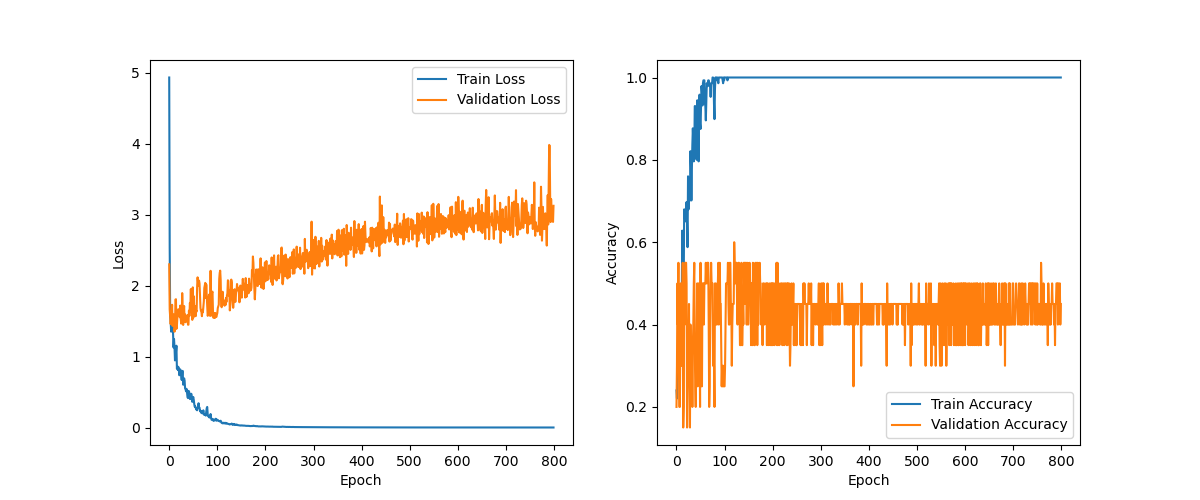 5
4
3
2
1
0
Loss
Train Loss
Validation Loss
0 100 200 300 400 500 600 700 800
Epoch
1.0
0.8
0.6
0.4
0.2
Accuracy
Train Accuracy
Validation Accuracy
0 100 200 300 400 500 600 700 800
Epoch